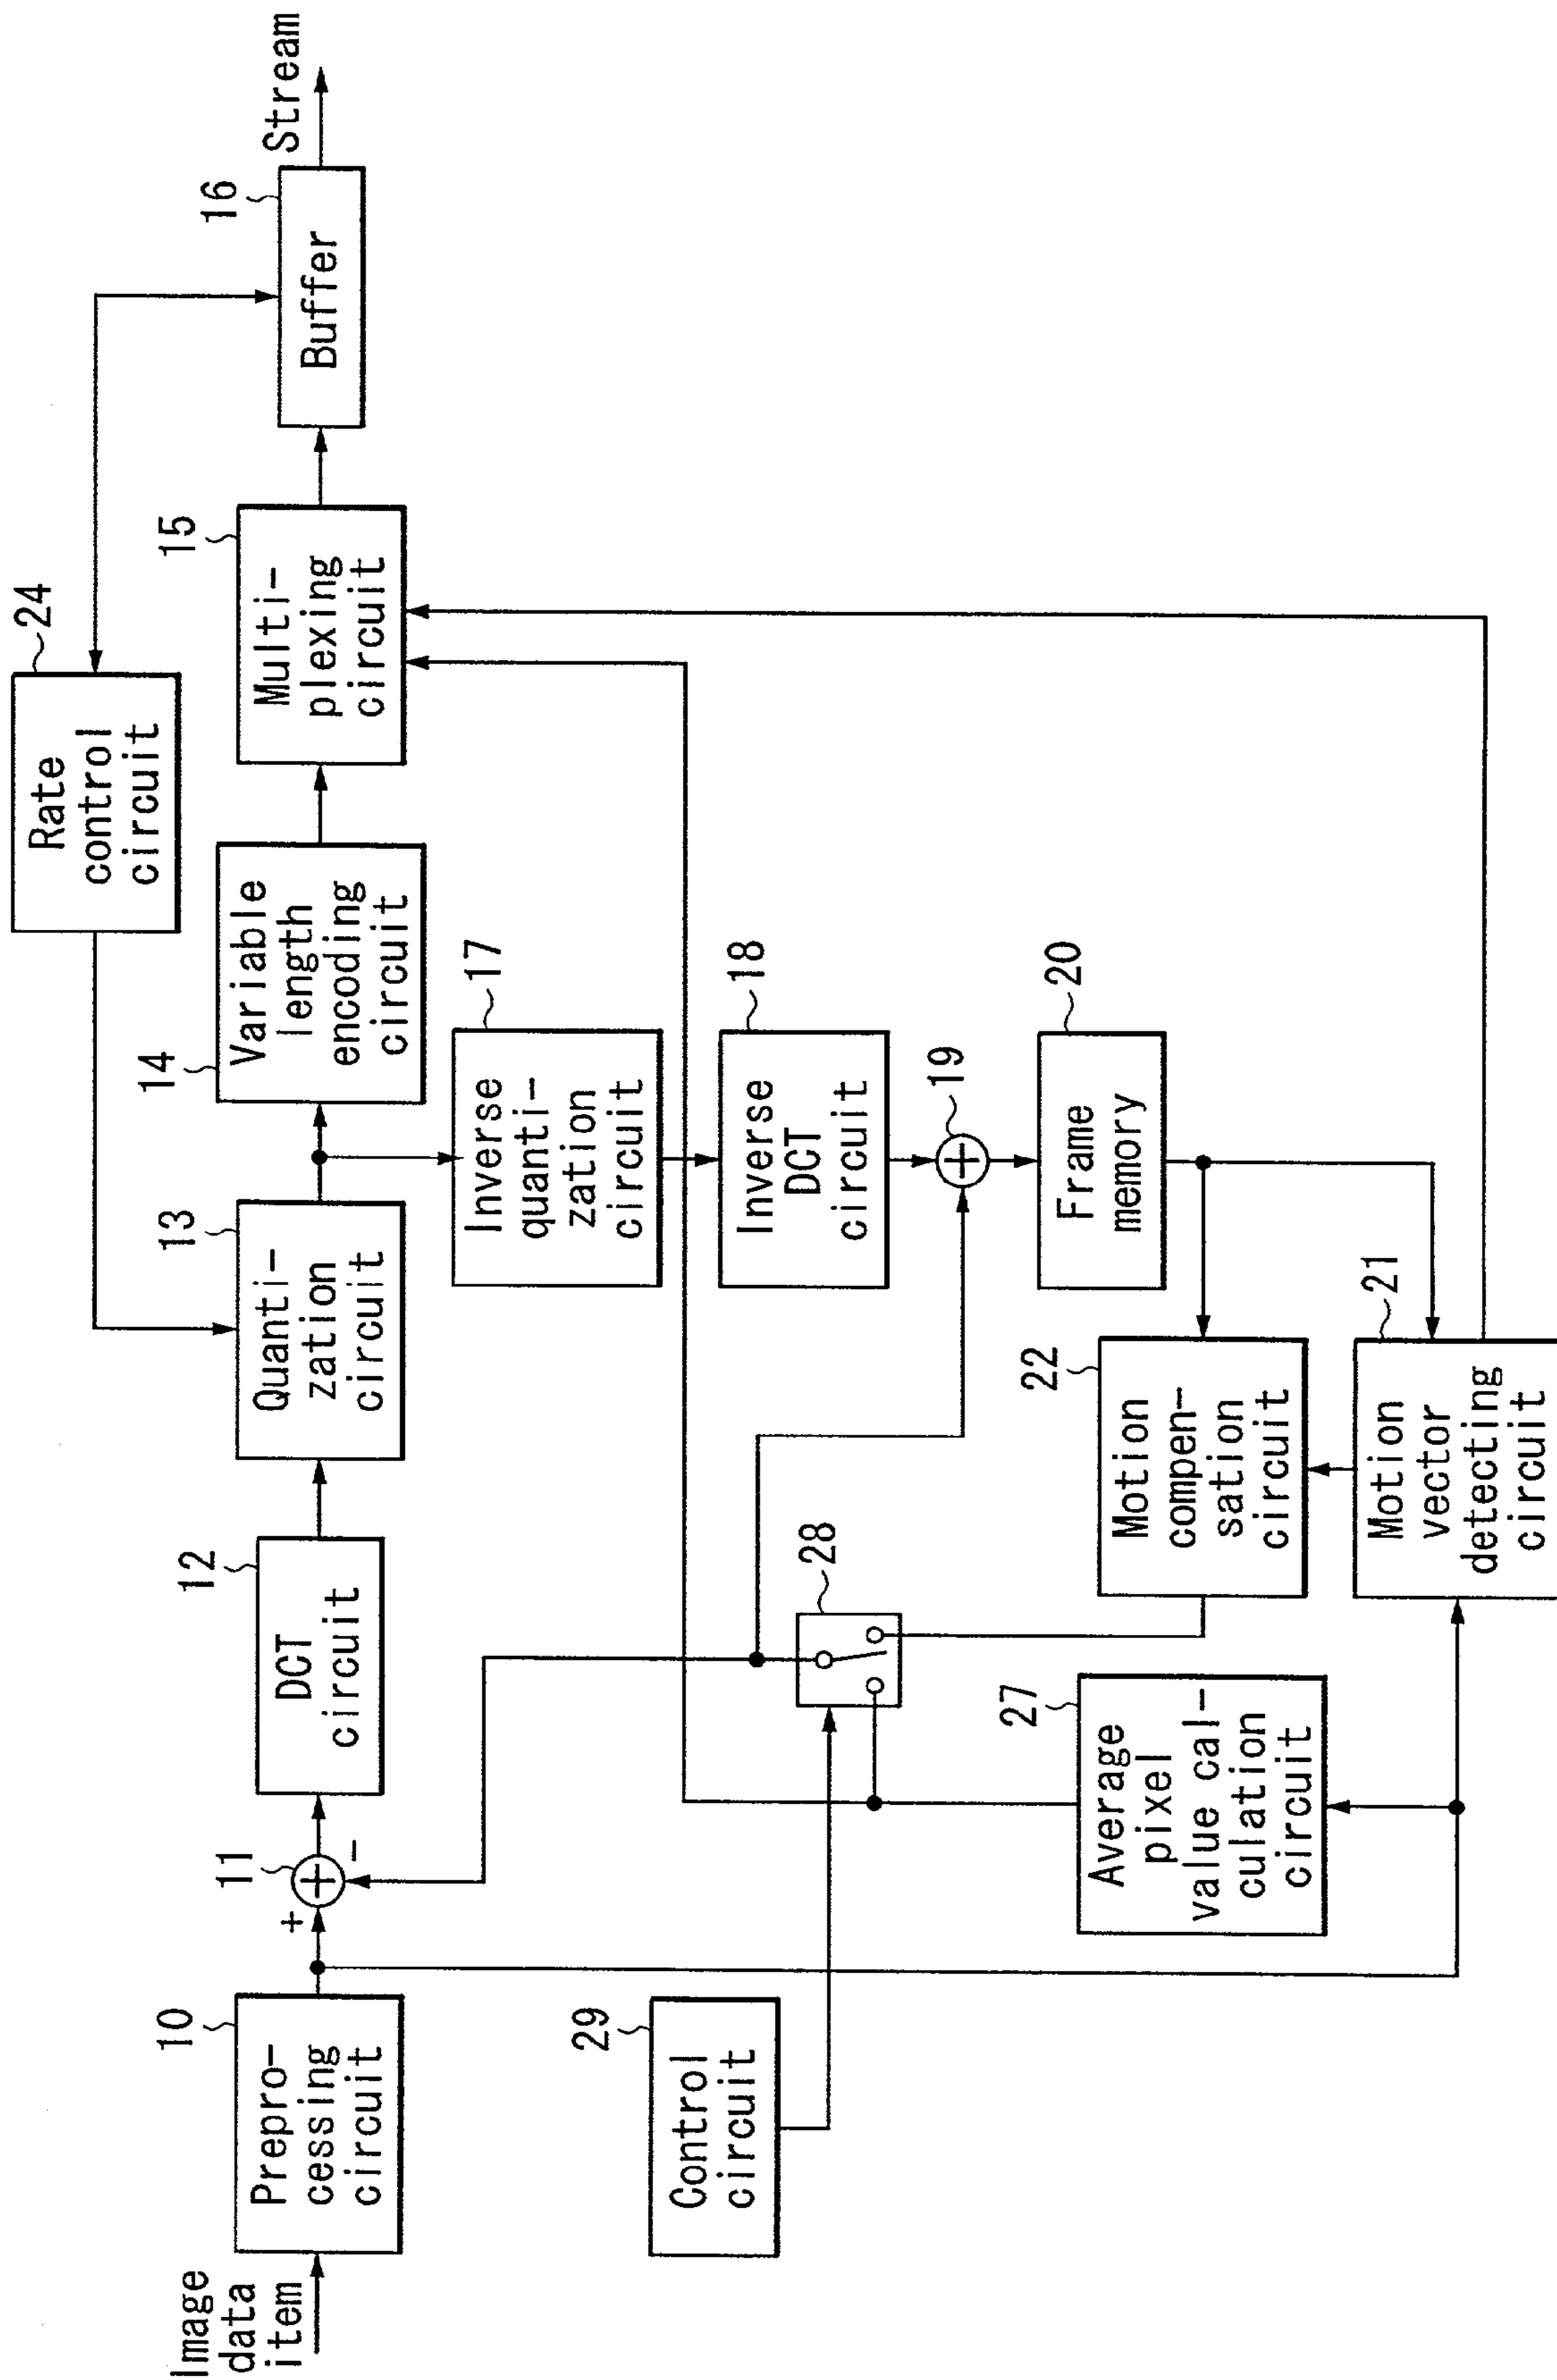 Image
data
item
10
Prepro-
cessing
circuit
11
+
-
12
DCT
circuit
13
Quanti-
zation
circuit
14
Variable
length
encoding
circuit
24
Rate
control
circuit
15
Multi-
plexing
circuit
16
Buffer
Stream
17
Inverse
quanti-
zation
circuit
18
Inverse
DCT
circuit
19
20
Frame
memory
29
Control
circuit
28
27
Average
pixel
value cal-
culation
circuit
22
Motion
compen-
sation
circuit
21
Motion
vector
detecting
circuit